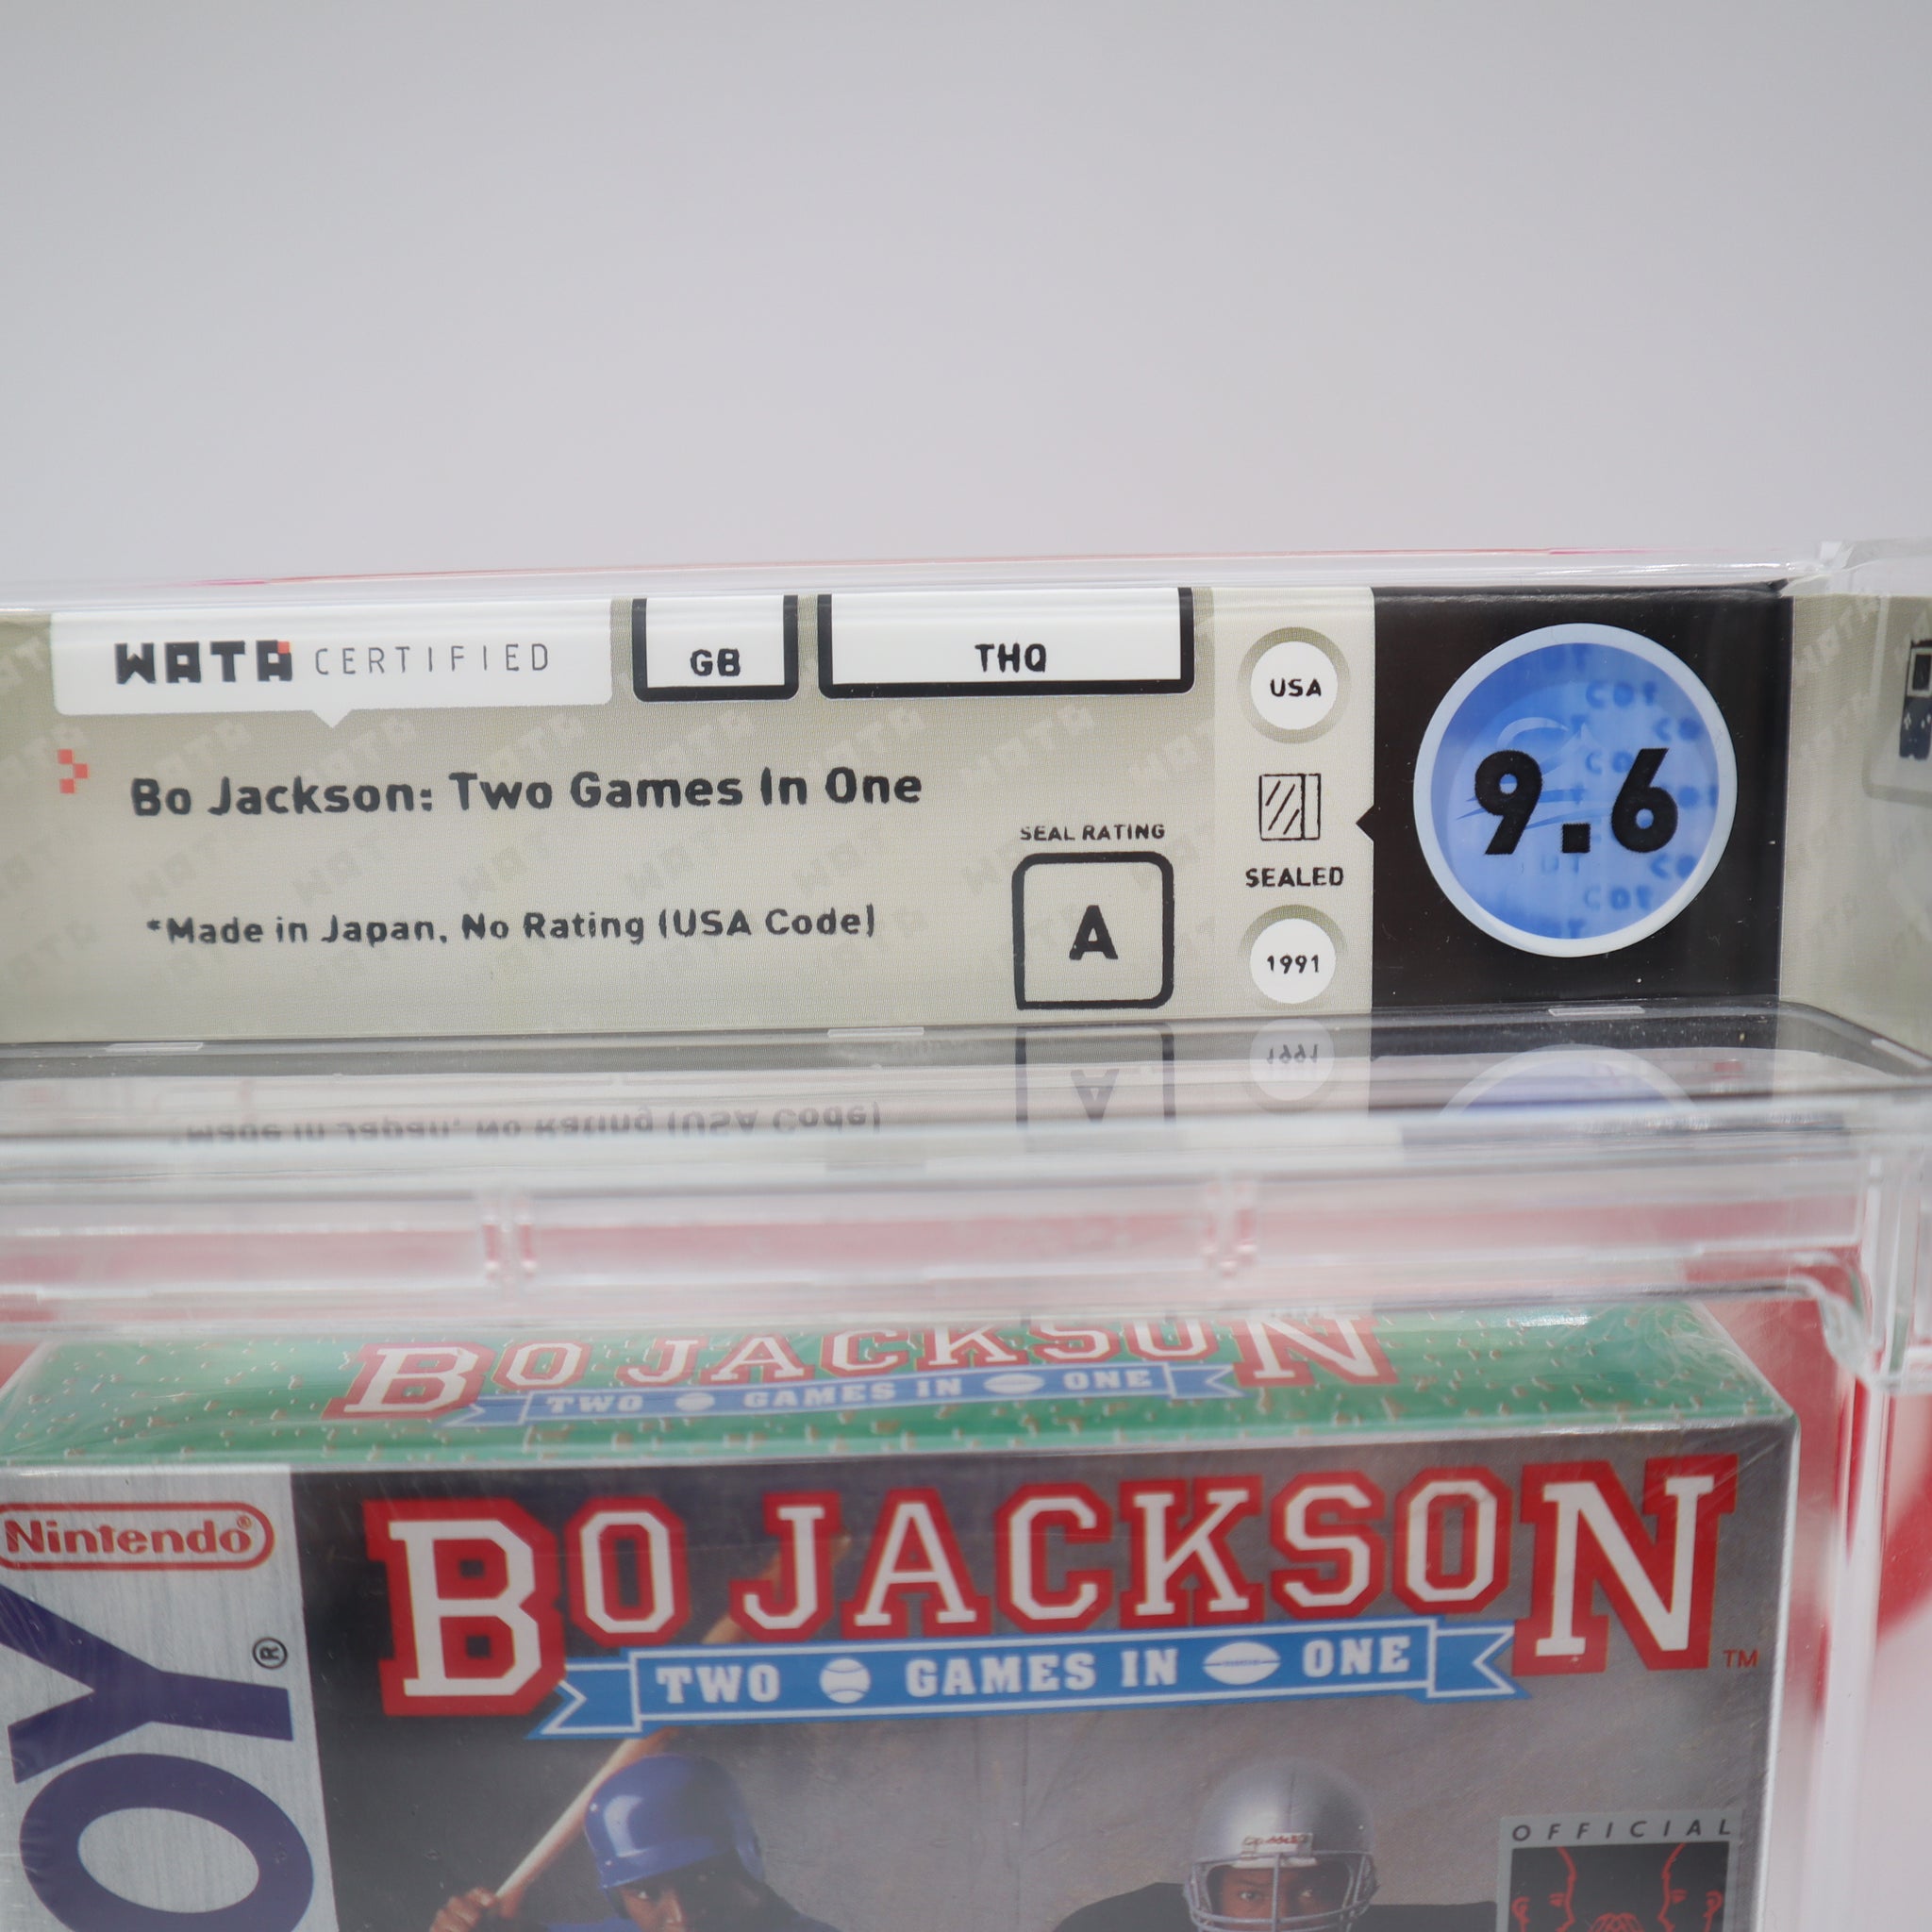 WATA CERTIFIED
GB
THQ
USA
Bo Jackson: Two Games In One
9.6
SEAL RATING
A
SEALED
*Made in Japan, No Rating (USA Code)
1991
BO JACKSON
TWO GAMES IN ONE
Nintendo®
BO JACKSON
TWO GAMES IN ONE
TM
OY®
OFFICIAL